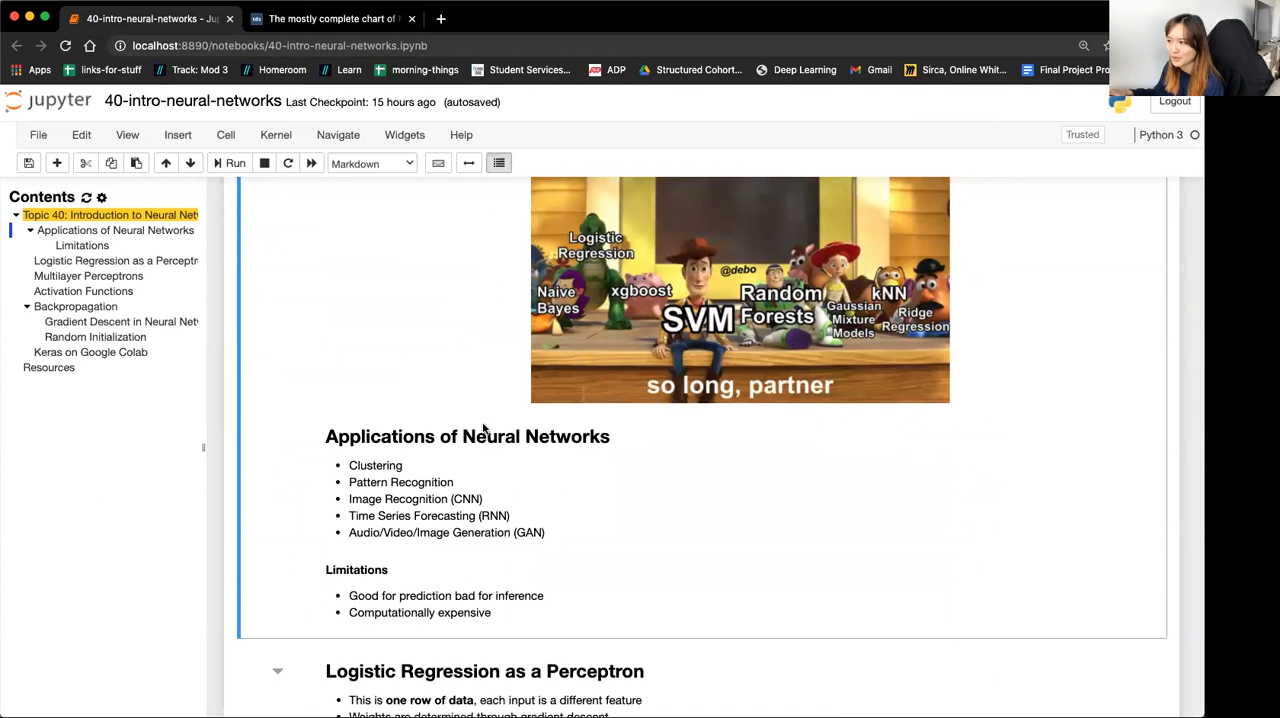 40-intro-neural-networks - Ju
The mostly complete chart of
localhost:8890/notebooks/40-intro-neural-networks.ipynb
Apps
links-for-stuff
Track: Mod 3
Homeroom
Learn
morning-things
Student Services...
ADP
Structured Cohort...
Deep Learning
Gmail
Sirca, Online Whit...
Final Project Pro
jupyter 40-intro-neural-networks Last Checkpoint: 15 hours ago (autosaved)
Logout
File Edit View Insert Cell Kernel Navigate Widgets Help
Trusted
Python 3
Run
Markdown
Contents
Topic 40: Introduction to Neural Net
Applications of Neural Networks
Limitations
Logistic Regression as a Perceptr
Multilayer Perceptrons
Activation Functions
Backpropagation
Gradient Descent in Neural Net
Random Initialization
Keras on Google Colab
Resources
Logistic
Regression
@debo
Naive
Bayes
xgboost
SVM
Random
Forests
Gaussian
Mixture
Models
kNN
Ridge
Regression
so long, partner
Applications of Neural Networks
Clustering
Pattern Recognition
Image Recognition (CNN)
Time Series Forecasting (RNN)
Audio/Video/Image Generation (GAN)
Limitations
Good for prediction bad for inference
Computationally expensive
Logistic Regression as a Perceptron
This is one row of data, each input is a different feature
Weights are determined through gradient descent